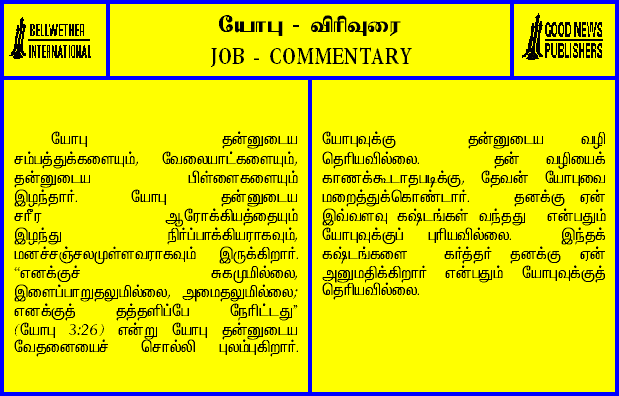 BELLWETHER
INTERNATIONAL
யோபு - விரிவுரை
JOB - COMMENTARY
GOOD NEWS
PUBLISHERS
யோபு தன்னுடைய
சம்பத்துக்களையும், வேலையாட்களையும்,
தன்னுடைய பிள்ளைகளையும்
இழந்தார். யோபு தன்னுடைய
சரீர ஆரோக்கியத்தையும்
இழந்து நிர்ப்பாக்கியராகவும்,
மனச்சஞ்சலமுள்ளவராகவும் இருக்கிறார்.
“எனக்குச் சுகமுமில்லை,
இளைப்பாறுதலுமில்லை, அமைதலுமில்லை;
எனக்குத் தத்தளிப்பே நேரிட்டது”
(யோபு 3:26) என்று யோபு தன்னுடைய
வேதனையைச் சொல்லி புலம்புகிறார்.
யோபுவுக்கு தன்னுடைய வழி
தெரியவில்லை. தன் வழியைக்
காணக்கூடாதபடிக்கு, தேவன் யோபுவை
மறைத்துக்கொண்டார். தனக்கு ஏன்
இவ்வளவு கஷ்டங்கள் வந்தது என்பதும்
யோபுவுக்குப் புரியவில்லை. இந்தக்
கஷ்டங்களை கர்த்தர் தனக்கு ஏன்
அனுமதிக்கிறார் என்பதும் யோபுவுக்குத்
தெரியவில்லை.